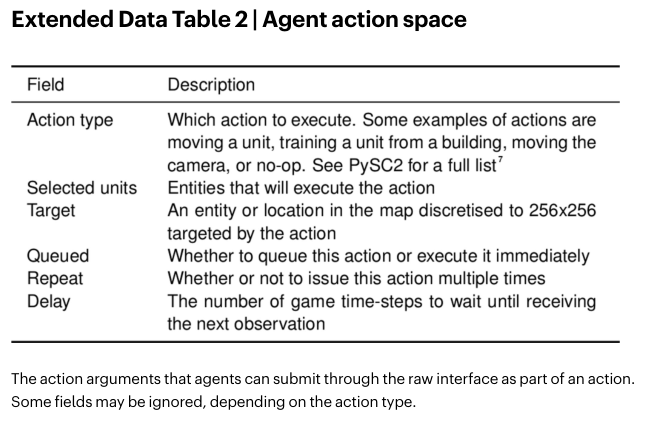 Extended Data Table 2 | Agent action space
Field Description
Action type Which action to execute. Some examples of actions are
moving a unit, training a unit from a building, moving the
camera, or no-op. See PySC2 for a full list7
Selected units Entities that will execute the action
Target An entity or location in the map discretised to 256x256
targeted by the action
Queued Whether to queue this action or execute it immediately
Repeat Whether or not to issue this action multiple times
Delay The number of game time-steps to wait until receiving
the next observation
The action arguments that agents can submit through the raw interface as part of an action.
Some fields may be ignored, depending on the action type.